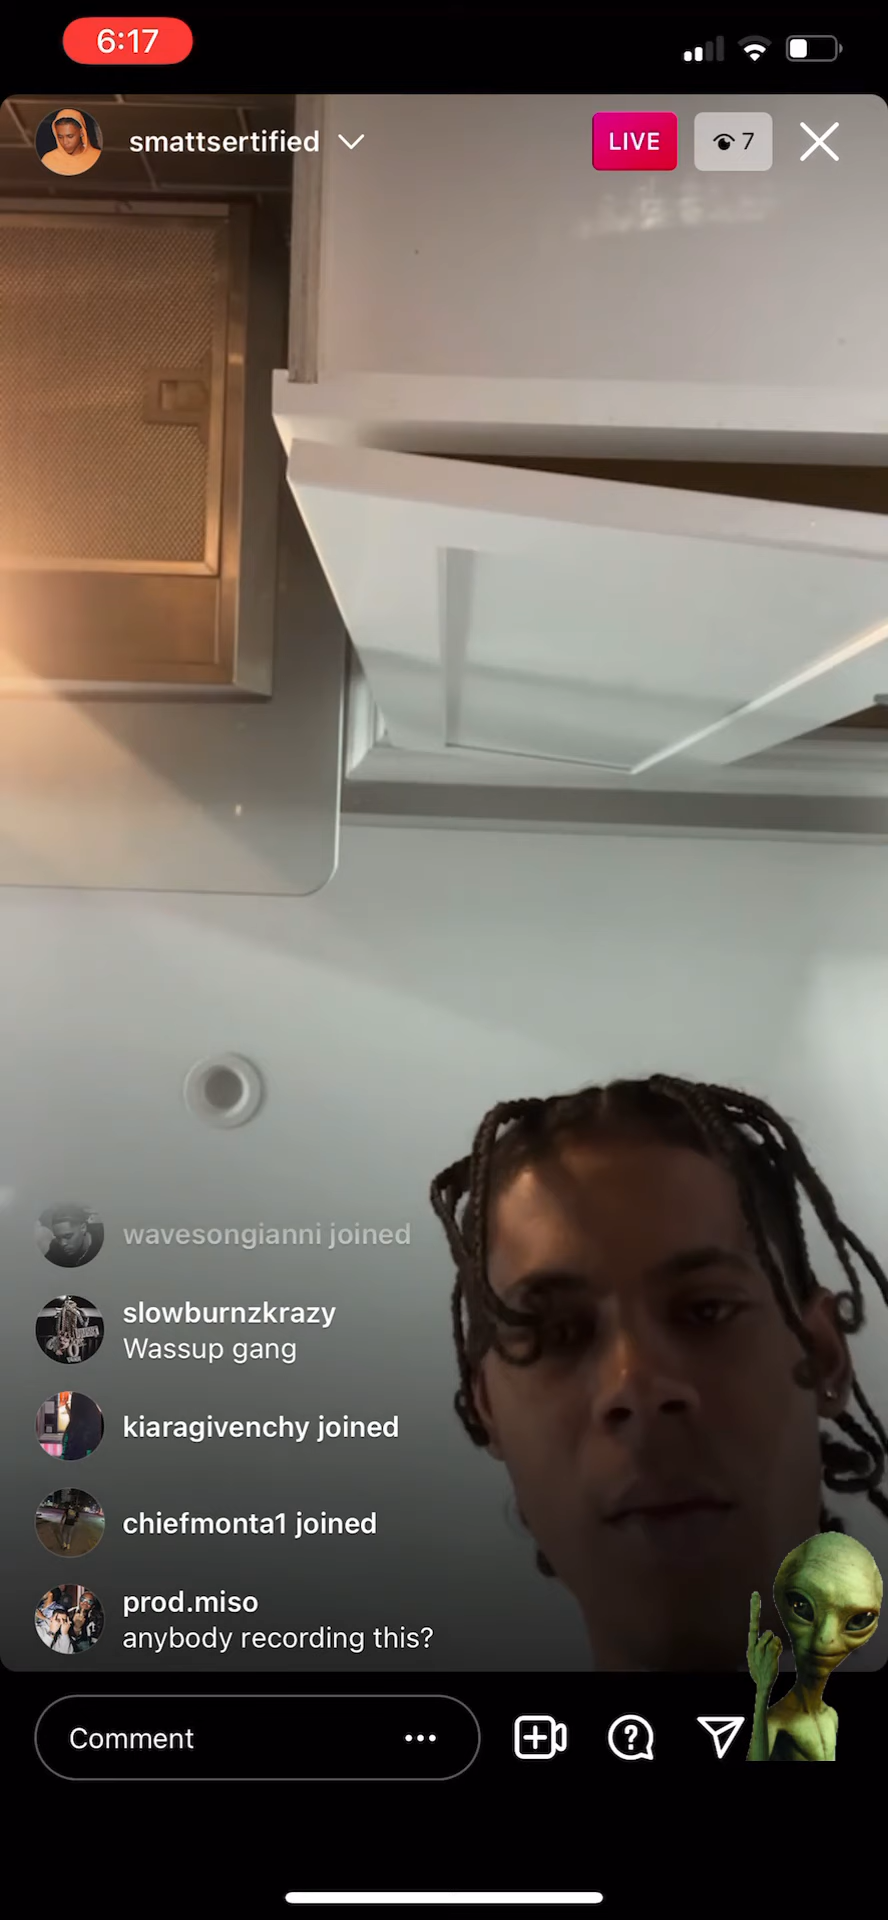 6:17
smattsertified
LIVE
7
wavesongianni joined
slowburnzkrazy
Wassup gang
kiaragivenchy joined
chiefmonta1 joined
prod.miso
anybody recording this?
Comment